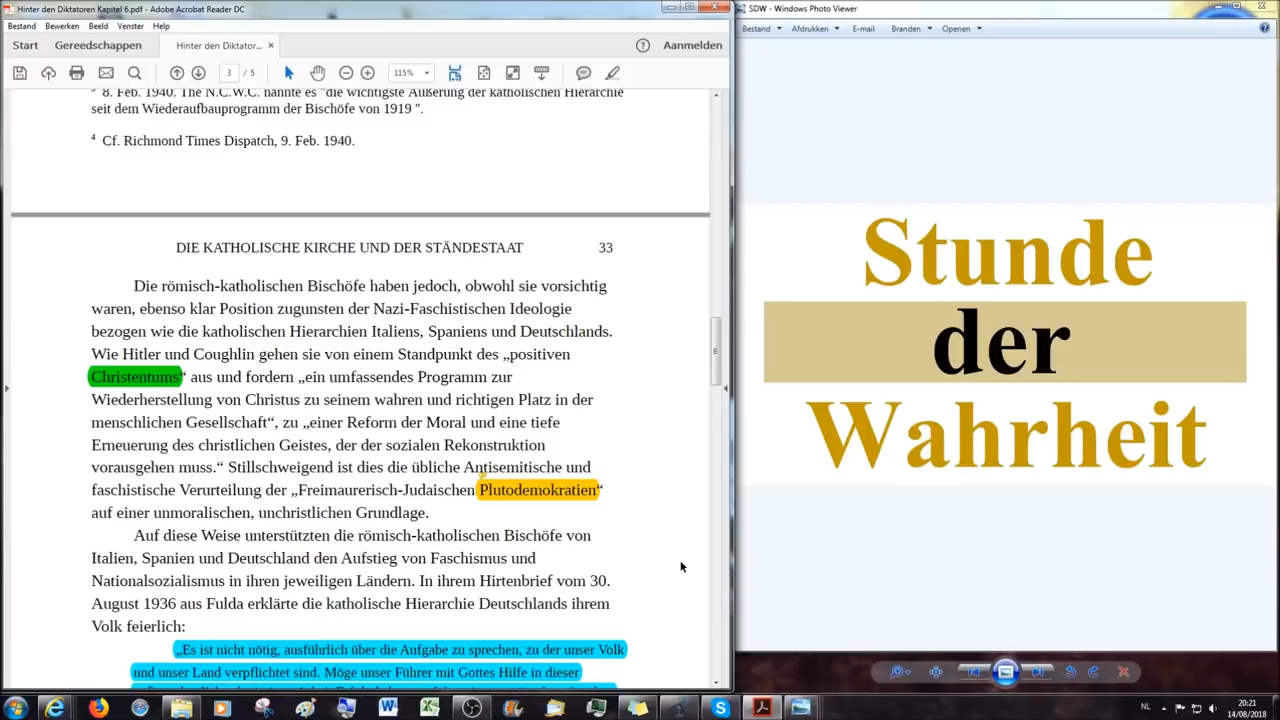 Hinter den Diktatoren Kapitel 6.pdf - Adobe Acrobat Reader DC
Bestand Bewerken Beeld Venster Help
Start Gereedschappen Hinter den Diktator... × Aanmelden
3 / 5 115%
8. Feb. 1940. The N.C.W.C. nannte es "die wichtigste Äußerung der katholischen Hierarchie
seit dem Wiederaufbauprogramm der Bischöfe von 1919 ".
4 Cf. Richmond Times Dispatch, 9. Feb. 1940.
DIE KATHOLISCHE KIRCHE UND DER STÄNDESTAAT 33
Die römisch-katholischen Bischöfe haben jedoch, obwohl sie vorsichtig
waren, ebenso klar Position zugunsten der Nazi-Faschistischen Ideologie
bezogen wie die katholischen Hierarchien Italiens, Spaniens und Deutschlands.
Wie Hitler und Coughlin gehen sie von einem Standpunkt des „positiven
Christentums“ aus und fordern „ein umfassendes Programm zur
Wiederherstellung von Christus zu seinem wahren und richtigen Platz in der
menschlichen Gesellschaft“, zu „einer Reform der Moral und eine tiefe
Erneuerung des christlichen Geistes, der der sozialen Rekonstruktion
vorausgehen muss.“ Stillschweigend ist dies die übliche Antisemitische und
faschistische Verurteilung der „Freimaurerisch-Judaischen Plutodemokratien“
auf einer unmoralischen, unchristlichen Grundlage.
Auf diese Weise unterstützten die römisch-katholischen Bischöfe von
Italien, Spanien und Deutschland den Aufstieg von Faschismus und
Nationalsozialismus in ihren jeweiligen Ländern. In ihrem Hirtenbrief vom 30.
August 1936 aus Fulda erklärte die katholische Hierarchie Deutschlands ihrem
Volk feierlich:
„Es ist nicht nötig, ausführlich über die Aufgabe zu sprechen, zu der unser Volk
und unser Land verpflichtet sind. Möge unser Führer mit Gottes Hilfe in dieser
SDW - Windows Photo Viewer
Bestand Afdrukken E-mail Branden Openen
Stunde
der
Wahrheit
NL 20:21
14/08/2018